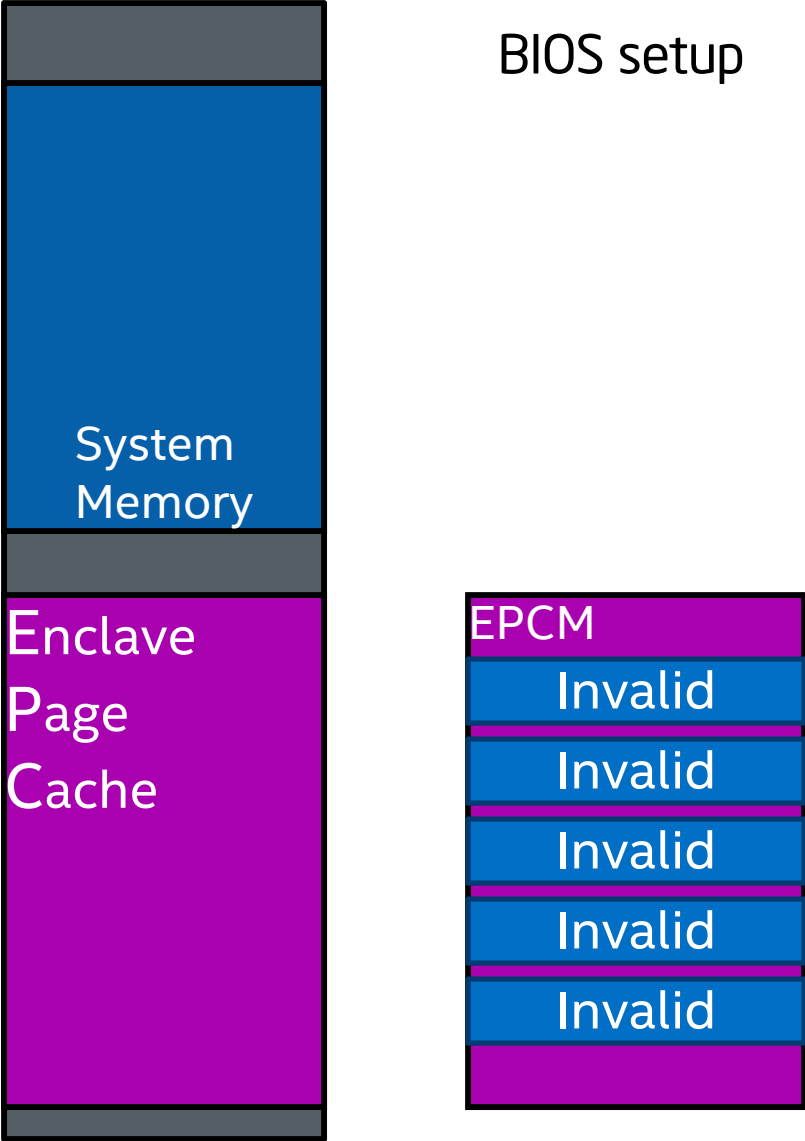 BIOS setup
System
Memory
Enclave
Page
Cache
EPCM
Invalid
Invalid
Invalid
Invalid
Invalid